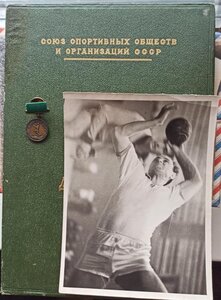 СОЮЗ СПОРТИВНЫХ ОБЩЕСТВ
И ОРГАНИЗАЦИЙ СССР